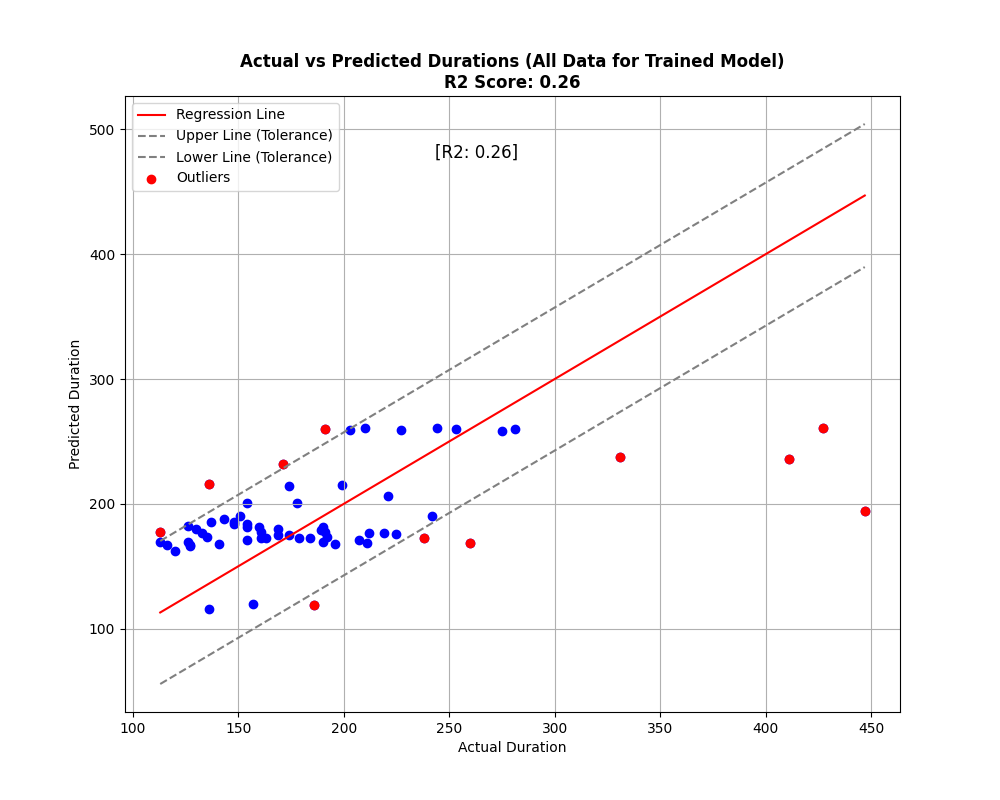 Actual vs Predicted Durations (All Data for Trained Model)
R2 Score: 0.26
Regression Line
Upper Line (Tolerance)
Lower Line (Tolerance)
Outliers
[R2: 0.26]
500
400
300
200
100
Predicted Duration
100 150 200 250 300 350 400 450
Actual Duration